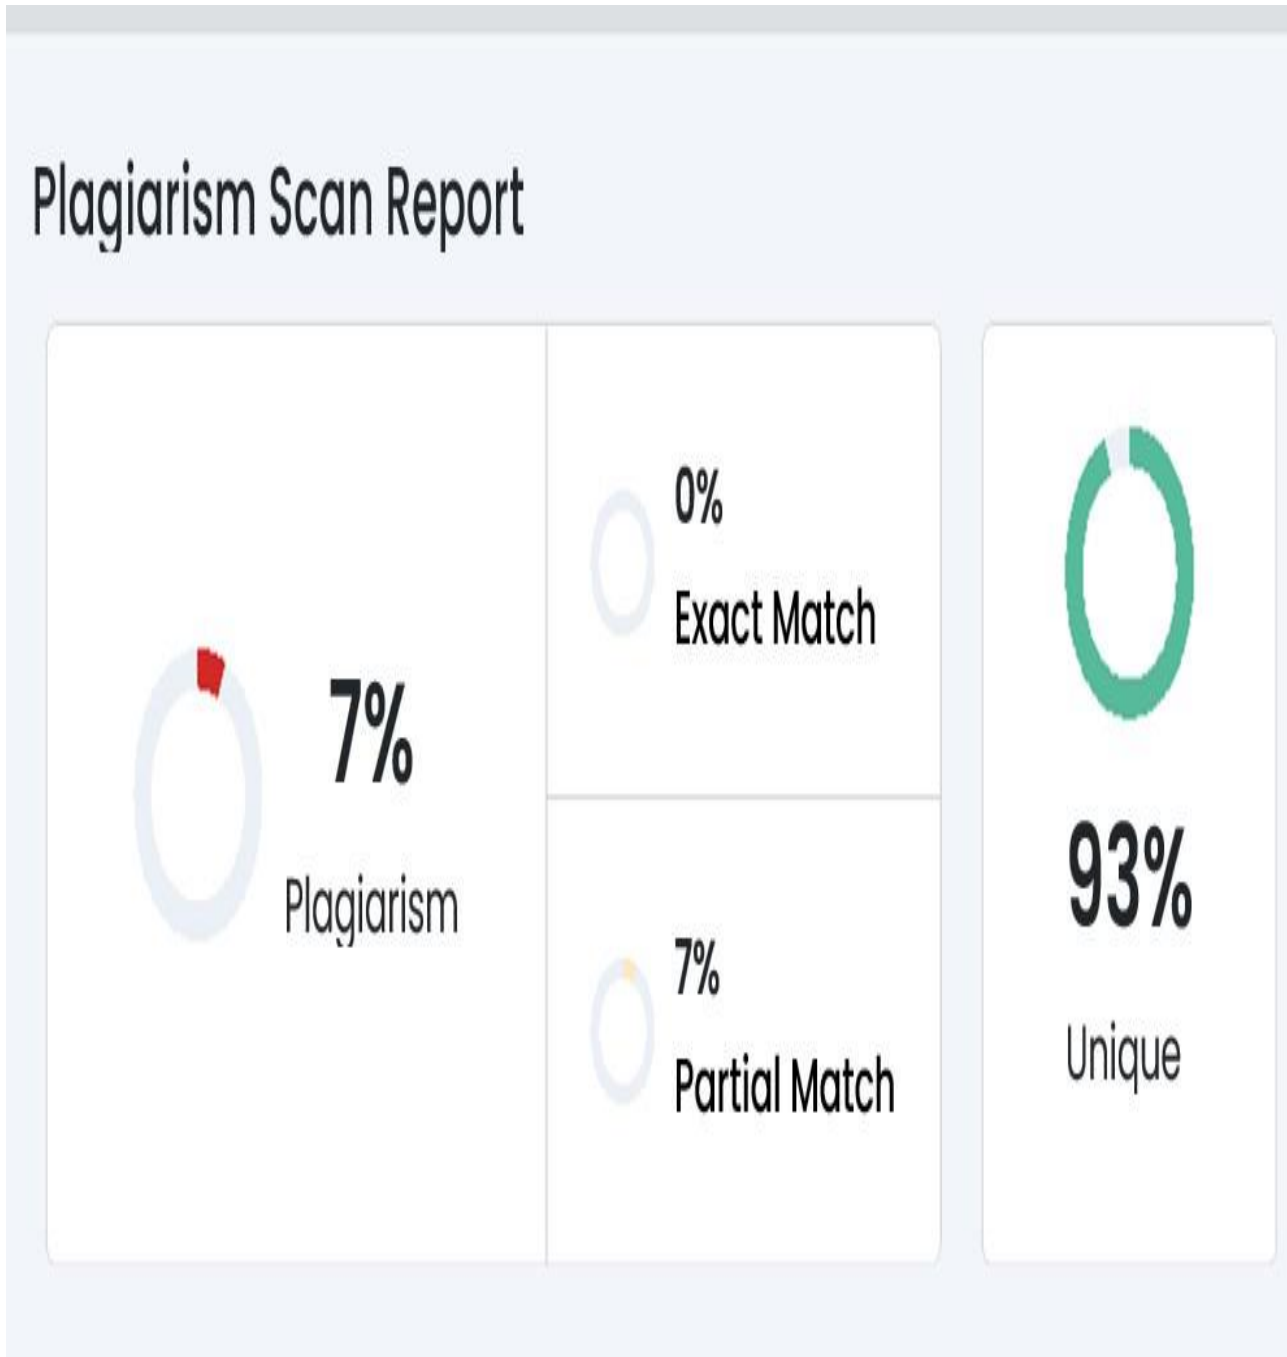 Plagiarism Scan Report
7%
Plagiarism
0%
Exact Match
7%
Partial Match
93%
Unique